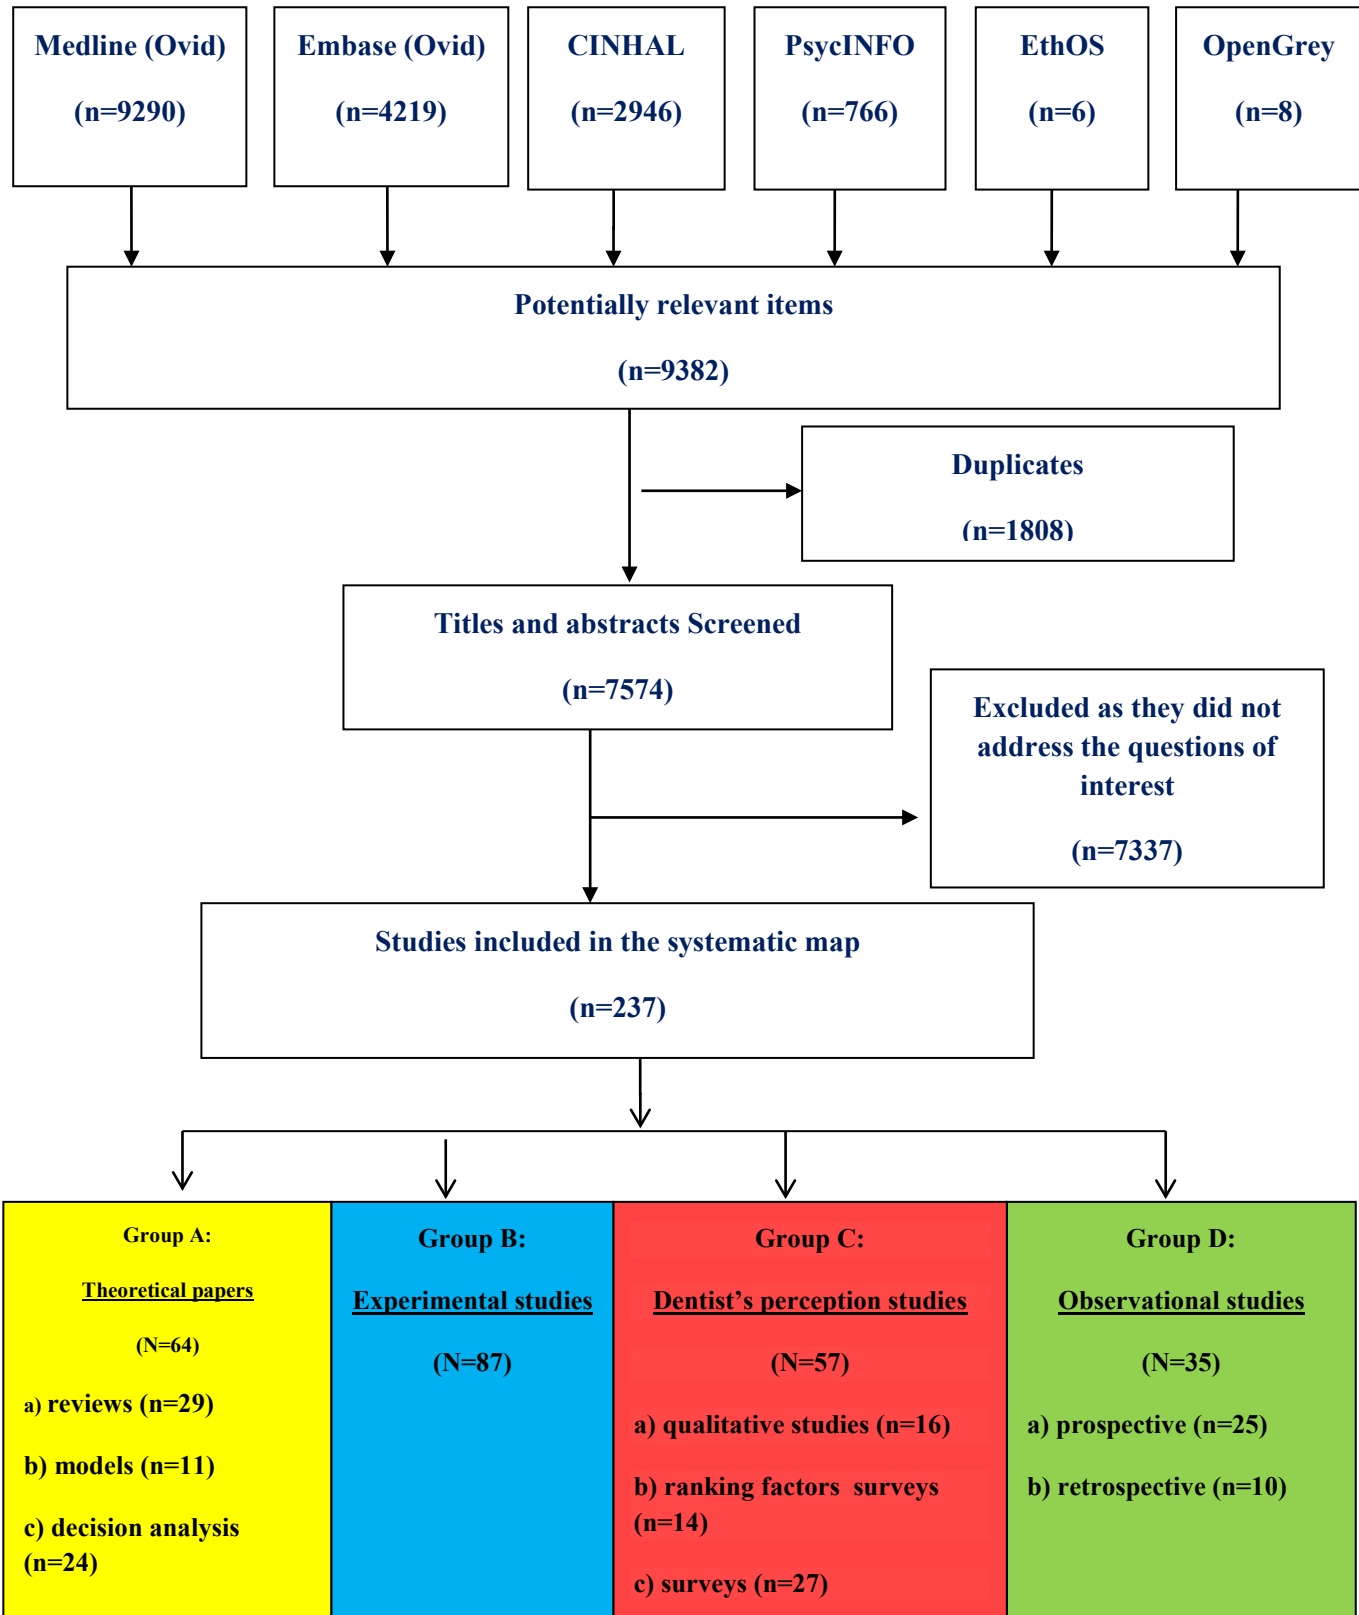 Medline (Ovid)
(n=9290)
Embase (Ovid)
(n=4219)
CINHAL
(n=2946)
PsycINFO
(n=766)
EthOS
(n=6)
OpenGrey
(n=8)
Potentially relevant items
(n=9382)
Duplicates
(n=1808)
Titles and abstracts Screened
(n=7574)
Excluded as they did not
address the questions of
interest
(n=7337)
Studies included in the systematic map
(n=237)
Group A:
Theoretical papers
(N=64)
a) reviews (n=29)
b) models (n=11)
c) decision analysis
(n=24)
Group B:
Experimental studies
(N=87)
Group C:
Dentist’s perception studies
(N=57)
a) qualitative studies (n=16)
b) ranking factors  surveys
(n=14)
c) surveys (n=27)
Group D:
Observational studies
(N=35)
a) prospective (n=25)
b) retrospective (n=10)